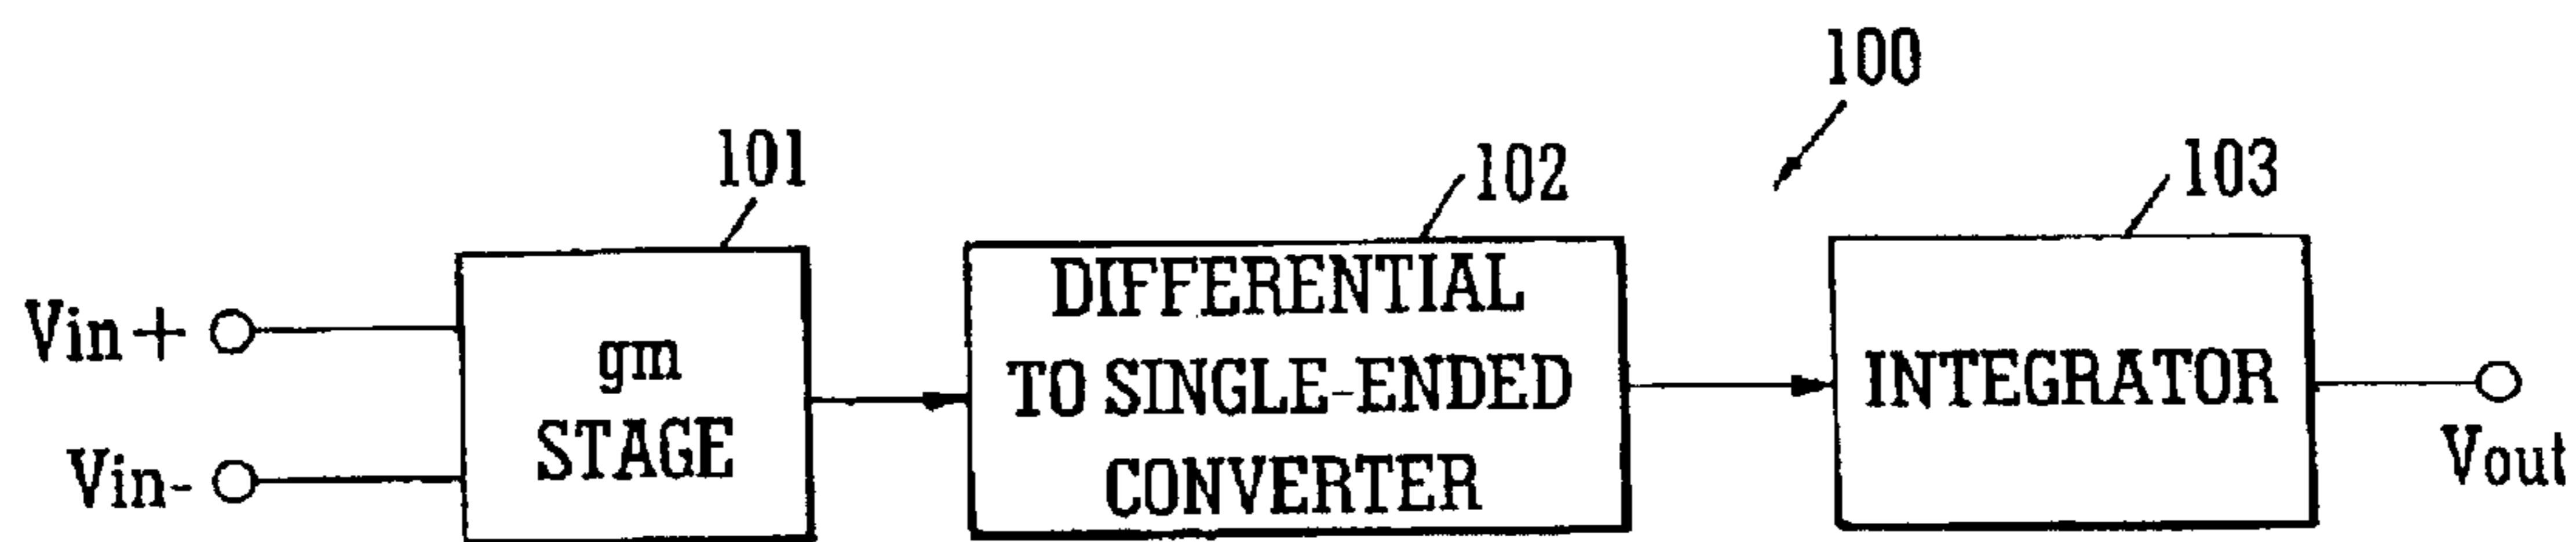 100
101
102
103
Vin+
Vin-
gm
STAGE
DIFFERENTIAL
TO SINGLE-ENDED
CONVERTER
INTEGRATOR
Vout